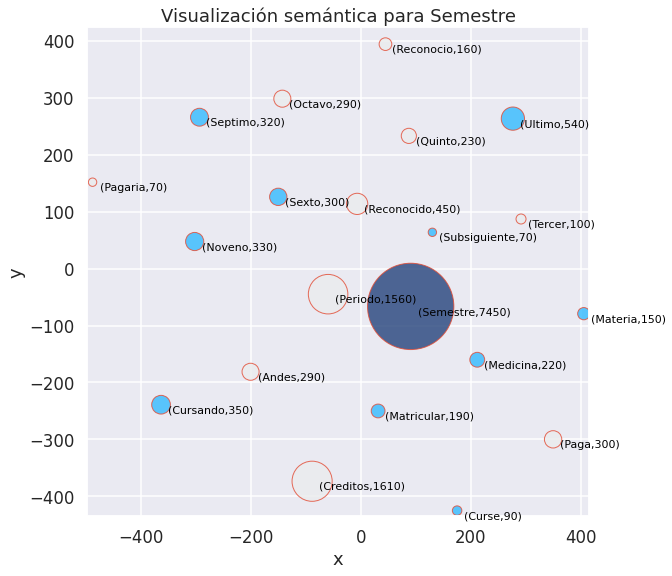 Visualización semántica para Semestre
400
(Reconocio,160)
300
(Octavo,290)
(Septimo,320)
(Ultimo,540)
(Quinto,230)
200
(Pagaria,70)
(Sexto,300)
(Reconocido,450)
100
(Tercer,100)
(Subsiguiente,70)
(Noveno,330)
y
0
(Periodo,1560)
(Semestre,7450)
(Materia,150)
−100
(Medicina,220)
(Andes,290)
−200
(Cursando,350)
(Matricular,190)
−300
(Paga,300)
(Creditos,1610)
−400
(Curse,90)
−400
−200
0
200
400
x